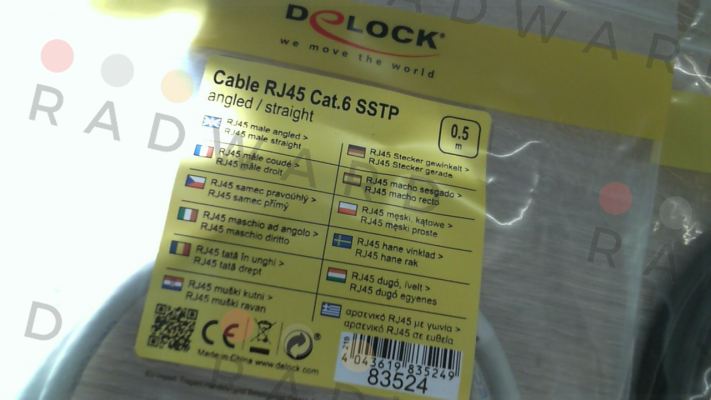 DELOCK®
we move the world
Cable RJ45 Cat.6 SSTP
angled / straight
0.5
m
RJ45 male angled >
RJ45 male straight
RJ45 mâle coudé >
RJ45 mâle droit
RJ45 samec pravoúhlý >
RJ45 samec přímý
RJ45 maschio ad angolo >
RJ45 maschio diritto
RJ45 tată în unghi >
RJ45 tată drept
RJ45 muški kutni >
RJ45 muški ravan
RJ45 Stecker gewinkelt >
RJ45 Stecker gerade
RJ45 macho sesgado >
RJ45 macho recto
RJ45 męski, kątowe >
RJ45 męski proste
RJ45 hane vinklad >
RJ45 hane rak
RJ45 dugó, ívelt >
RJ45 dugó egyenes
αρσενικό RJ45 με γωνία >
αρσενικό RJ45 σε ευθεία
CE
Made in China www.delock.com
4 043619 835249
83524
RADWARE